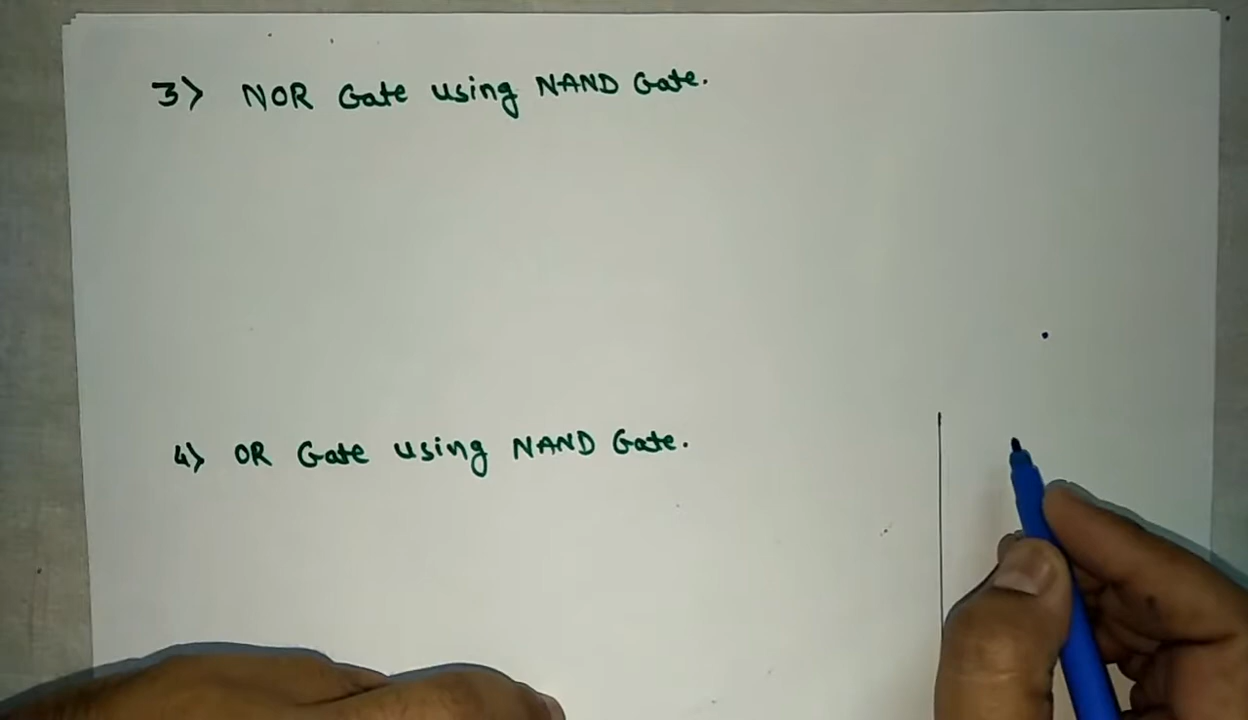 3> NOR Gate using NAND Gate.
4> OR Gate using NAND Gate.